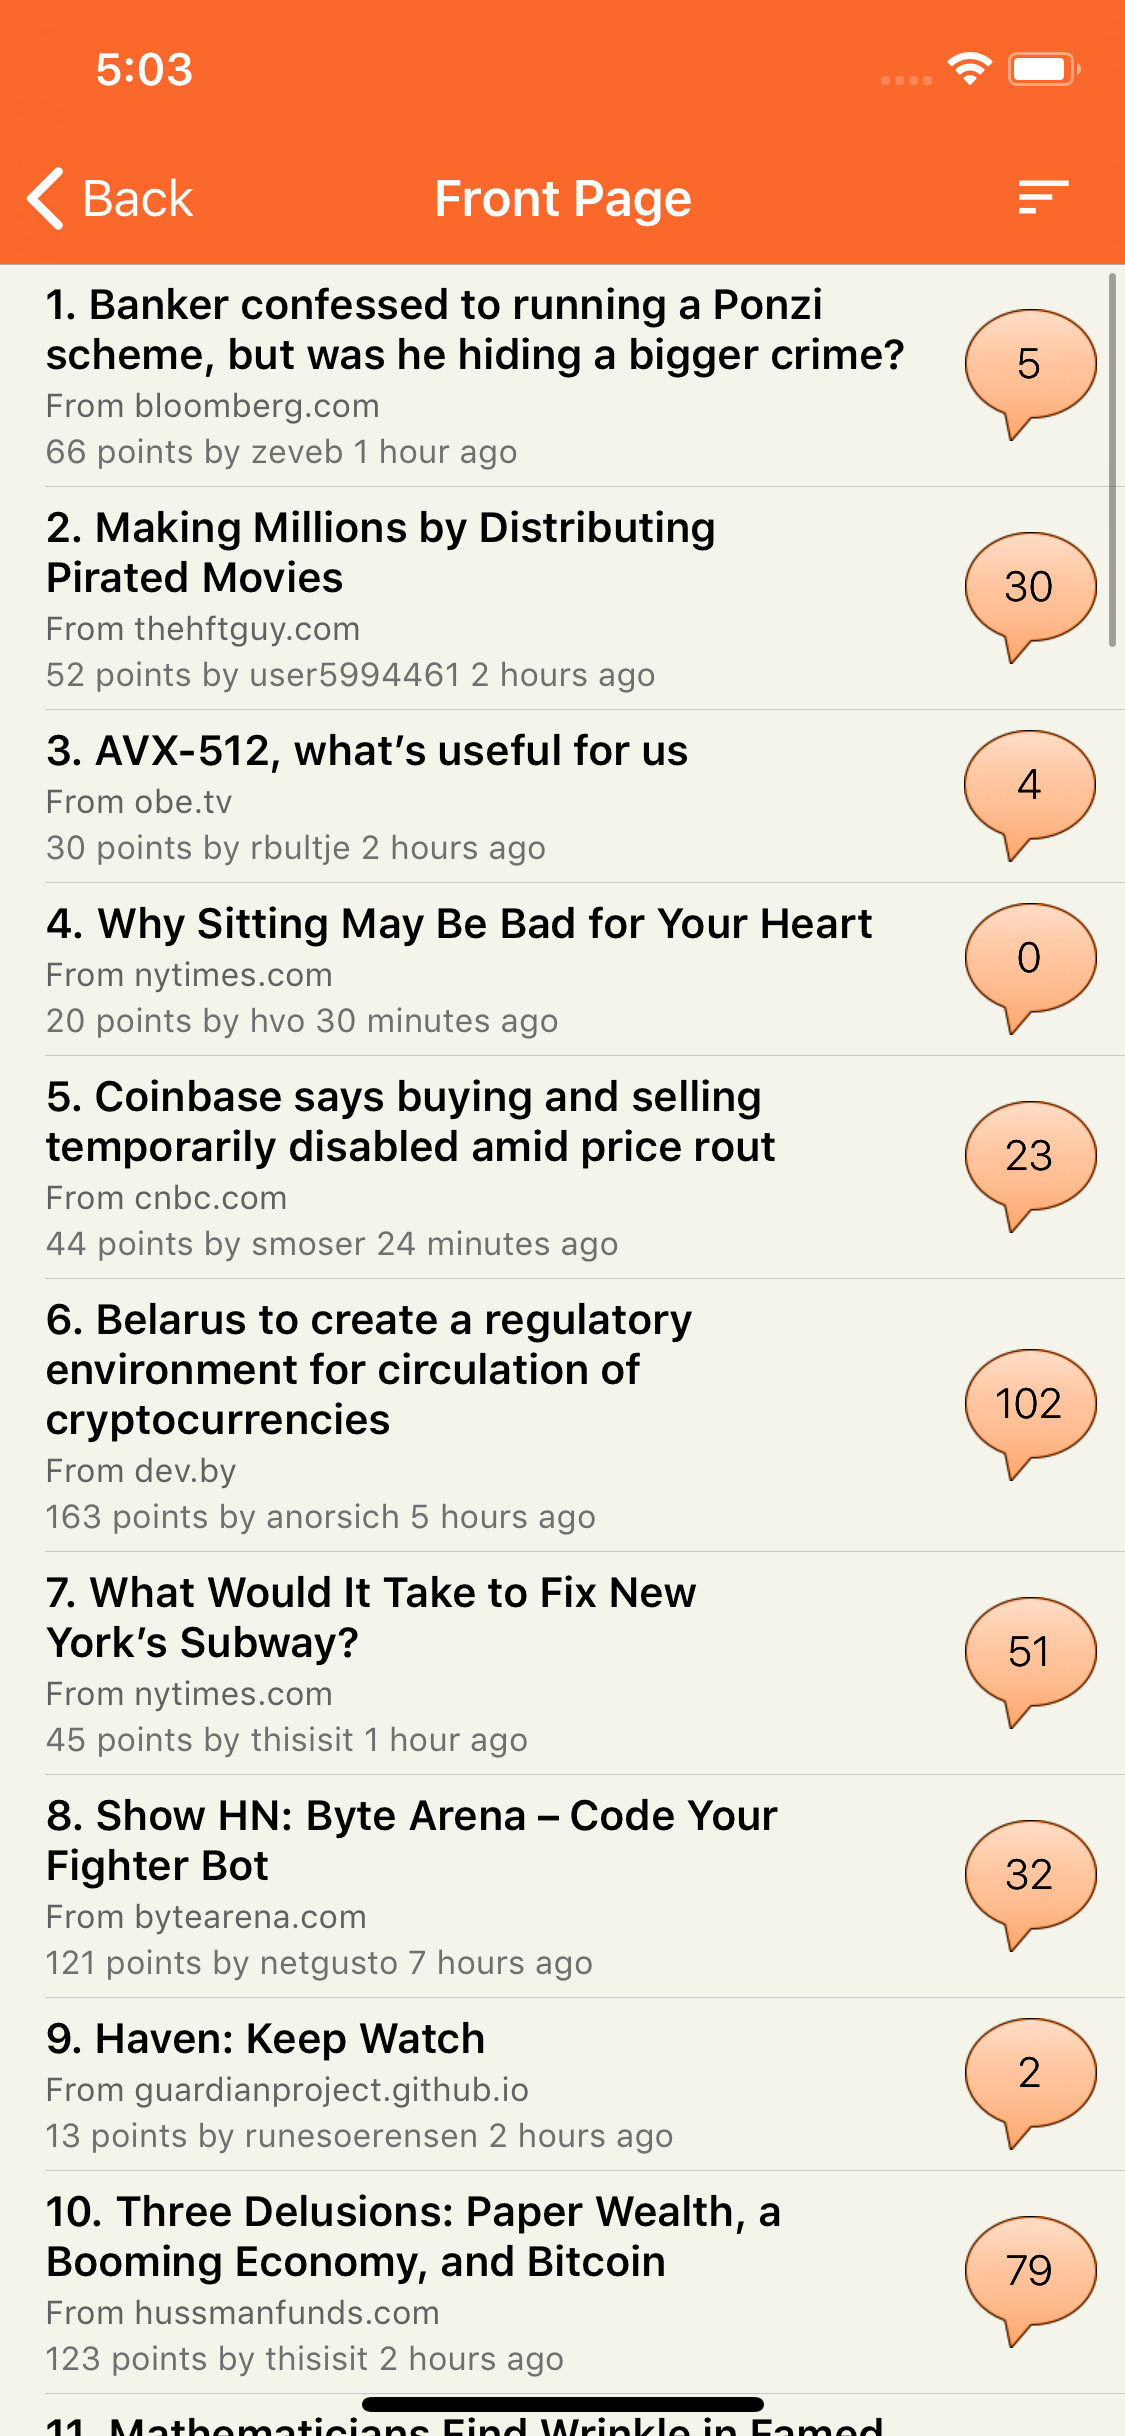 5:03
Back
Front Page
1. Banker confessed to running a Ponzi
scheme, but was he hiding a bigger crime?
From bloomberg.com
66 points by zeveb 1 hour ago
5
2. Making Millions by Distributing
Pirated Movies
From thehftguy.com
52 points by user5994461 2 hours ago
30
3. AVX-512, what’s useful for us
From obe.tv
30 points by rbultje 2 hours ago
4
4. Why Sitting May Be Bad for Your Heart
From nytimes.com
20 points by hvo 30 minutes ago
0
5. Coinbase says buying and selling
temporarily disabled amid price rout
From cnbc.com
44 points by smoser 24 minutes ago
23
6. Belarus to create a regulatory
environment for circulation of
cryptocurrencies
From dev.by
163 points by anorsich 5 hours ago
102
7. What Would It Take to Fix New
York’s Subway?
From nytimes.com
45 points by thisisit 1 hour ago
51
8. Show HN: Byte Arena – Code Your
Fighter Bot
From bytearena.com
121 points by netgusto 7 hours ago
32
9. Haven: Keep Watch
From guardianproject.github.io
13 points by runesoerensen 2 hours ago
2
10. Three Delusions: Paper Wealth, a
Booming Economy, and Bitcoin
From hussmanfunds.com
123 points by thisisit 2 hours ago
79
11. Mathematicians Find Wrinkle in Famed